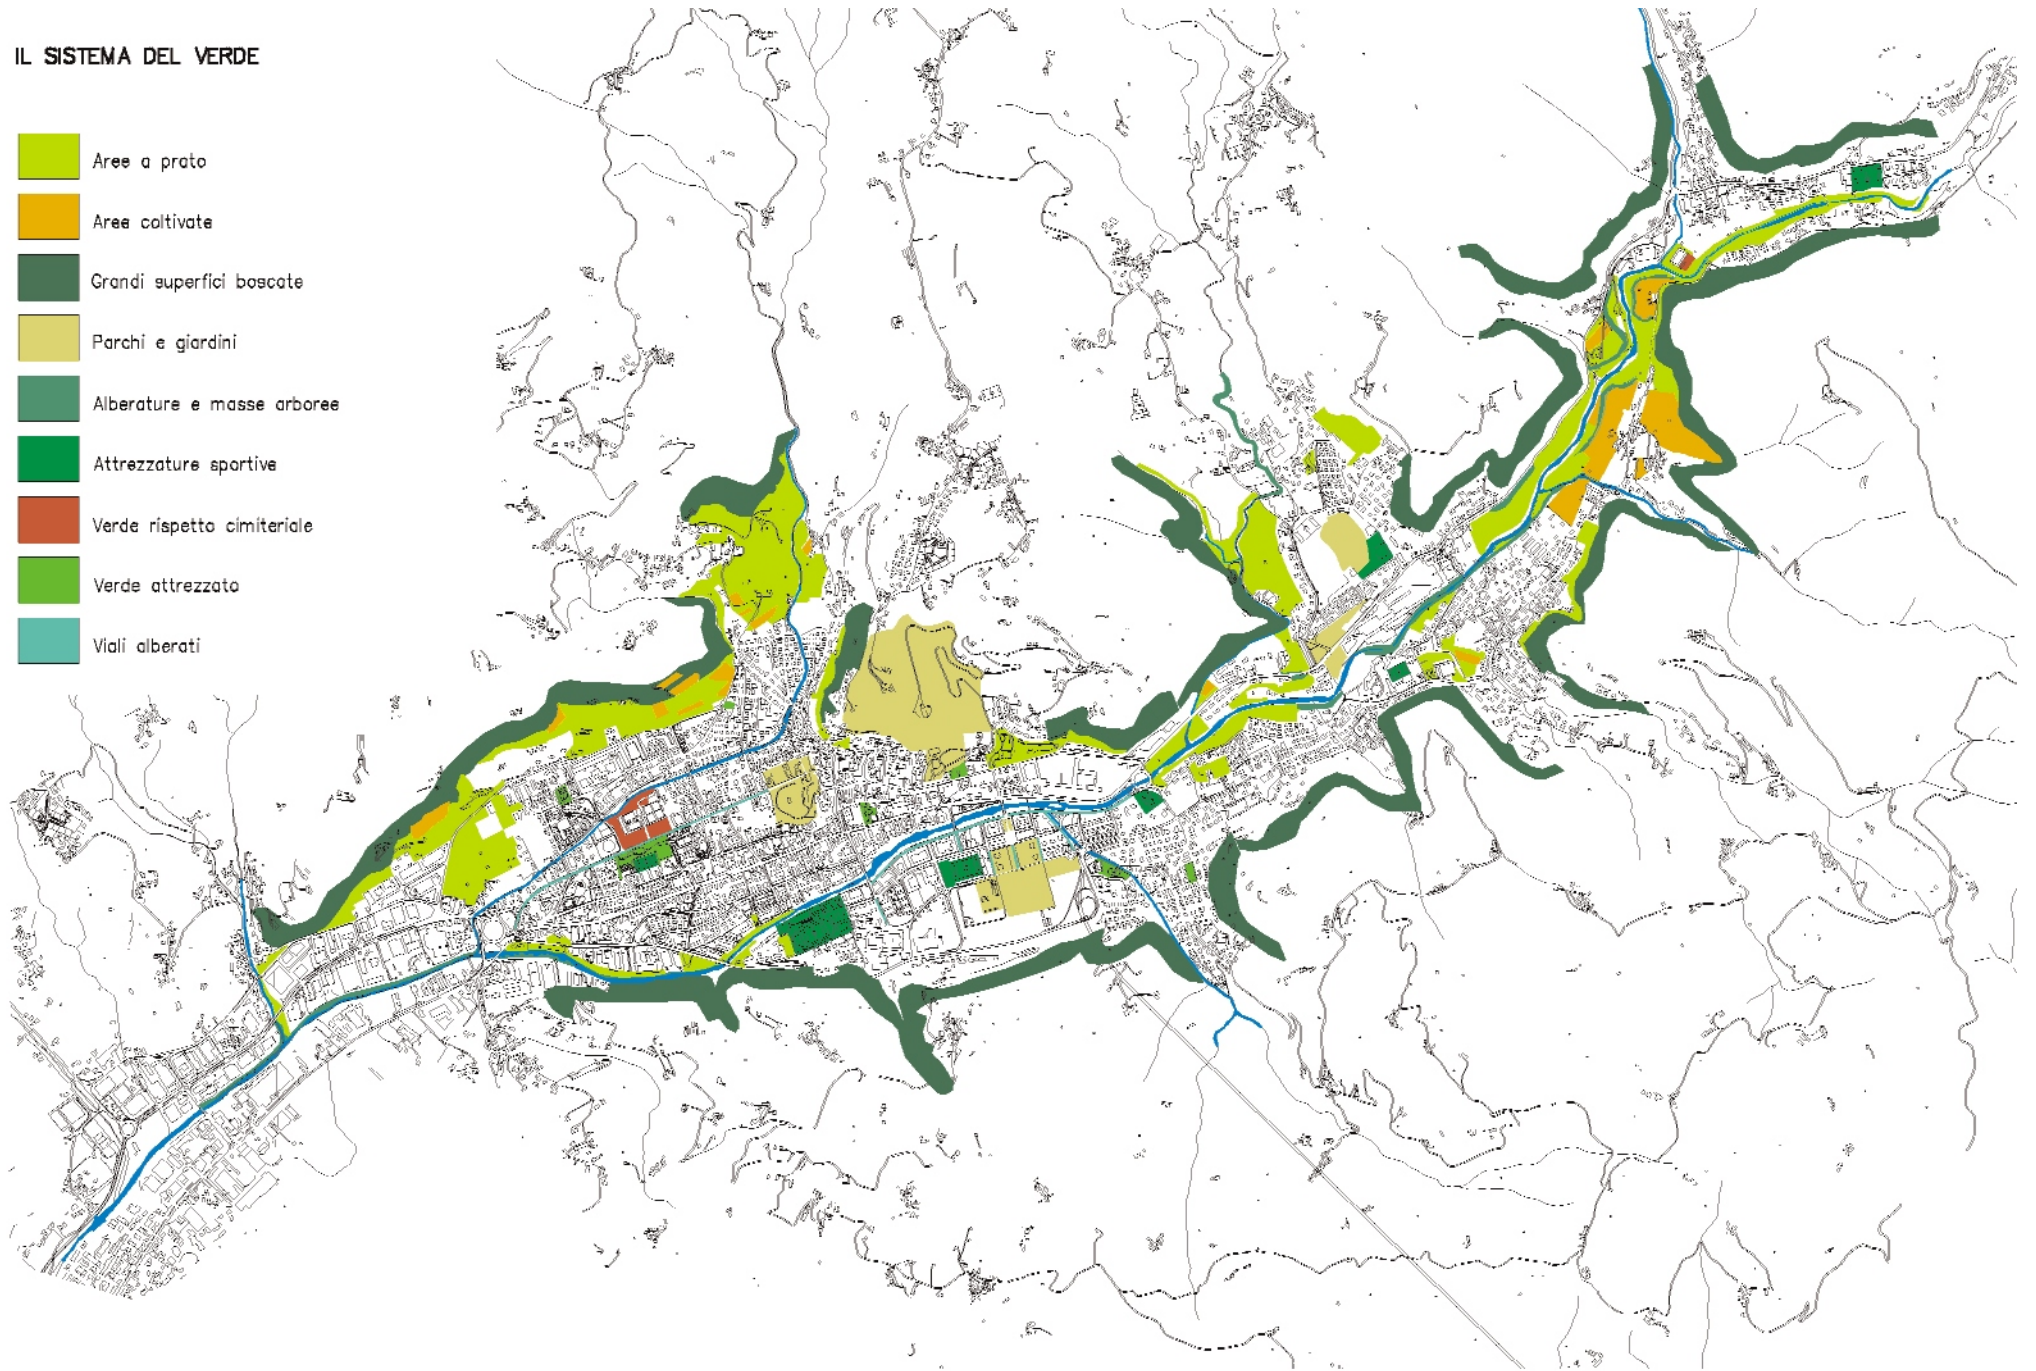 IL SISTEMA DEL VERDE
Aree a prato
Aree coltivate
Grandi superfici boscate
Parchi e giardini
Alberature e masse arboree
Attrezzature sportive
Verde rispetto cimiteriale
Verde attrezzato
Viali alberati